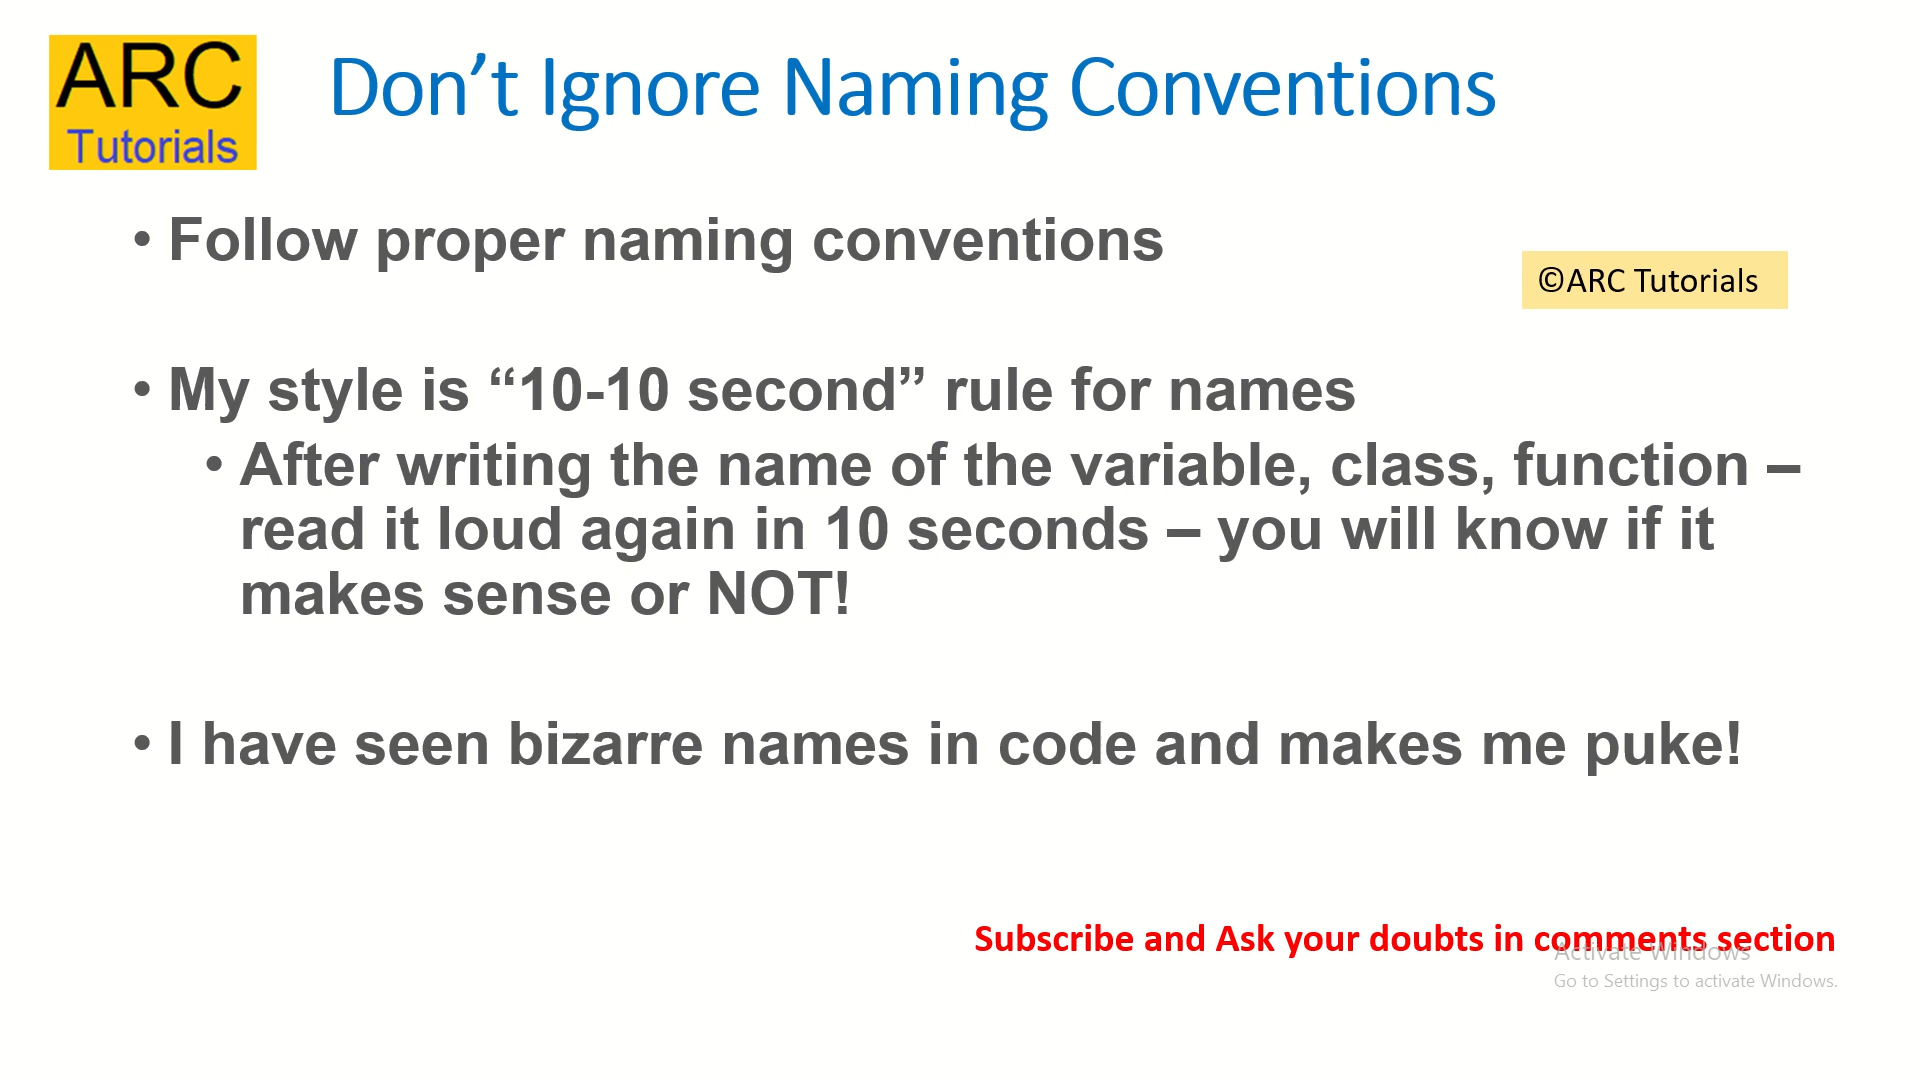 ARC
Tutorials
Don’t Ignore Naming Conventions
• Follow proper naming conventions
©ARC Tutorials
• My style is “10-10 second” rule for names
• After writing the name of the variable, class, function –
read it loud again in 10 seconds – you will know if it
makes sense or NOT!
• I have seen bizarre names in code and makes me puke!
Subscribe and Ask your doubts in comments section
Activate Windows
Go to Settings to activate Windows.